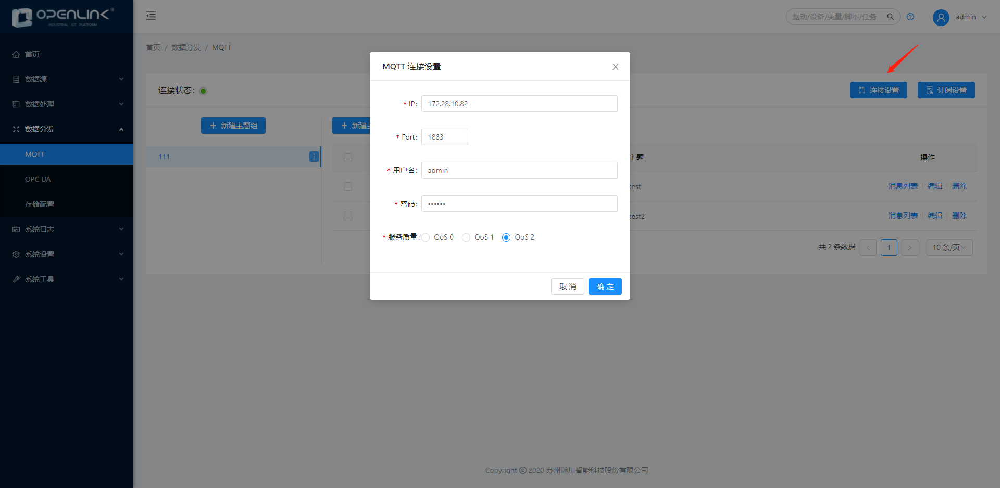 OPENLINK®
INDUSTRIAL IOT PLATFORM
驱动/设备/变量/脚本/任务
admin
首页
数据源
数据处理
数据分发
MQTT
OPC UA
存储配置
系统日志
系统设置
系统工具
首页 / 数据分发 / MQTT
连接状态:
连接设置
订阅设置
新建主题组
111
新建主
主题
操作
test
消息列表 编辑 删除
test2
消息列表 编辑 删除
共 2 条数据
< 1 >
10 条/页
MQTT 连接设置
* IP: 172.28.10.82
* Port: 1883
* 用户名: admin
* 密码: ••••••
* 服务质量: QoS 0 QoS 1 QoS 2
取 消
确 定
Copyright © 2020 苏州瀚川智能科技股份有限公司